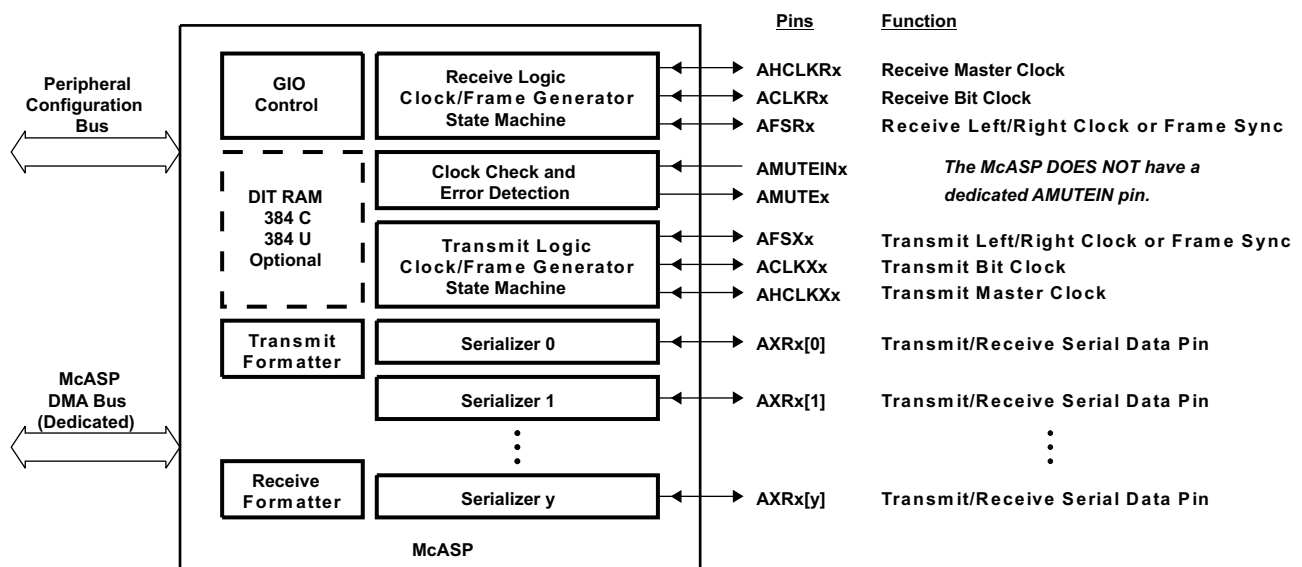 Pins Function
Peripheral
Configuration
Bus
GIO
Control
Receive Logic
Clock/Frame Generator
State Machine
AHCLKRx Receive Master Clock
ACLKRx Receive Bit Clock
AFSRx Receive Left/Right Clock or Frame Sync
DIT RAM
384 C
384 U
Optional
Clock Check and
Error Detection
AMUTEINx
AMUTEx
The McASP DOES NOT have a
dedicated AMUTEIN pin.
Transmit Logic
Clock/Frame Generator
State Machine
AFSXx Transmit Left/Right Clock or Frame Sync
ACLKXx Transmit Bit Clock
AHCLKXx Transmit Master Clock
Transmit
Formatter
Serializer 0 AXRx[0] Transmit/Receive Serial Data Pin
McASP
DMA Bus
(Dedicated)
Serializer 1 AXRx[1] Transmit/Receive Serial Data Pin
Receive
Formatter
Serializer y AXRx[y] Transmit/Receive Serial Data Pin
McASP